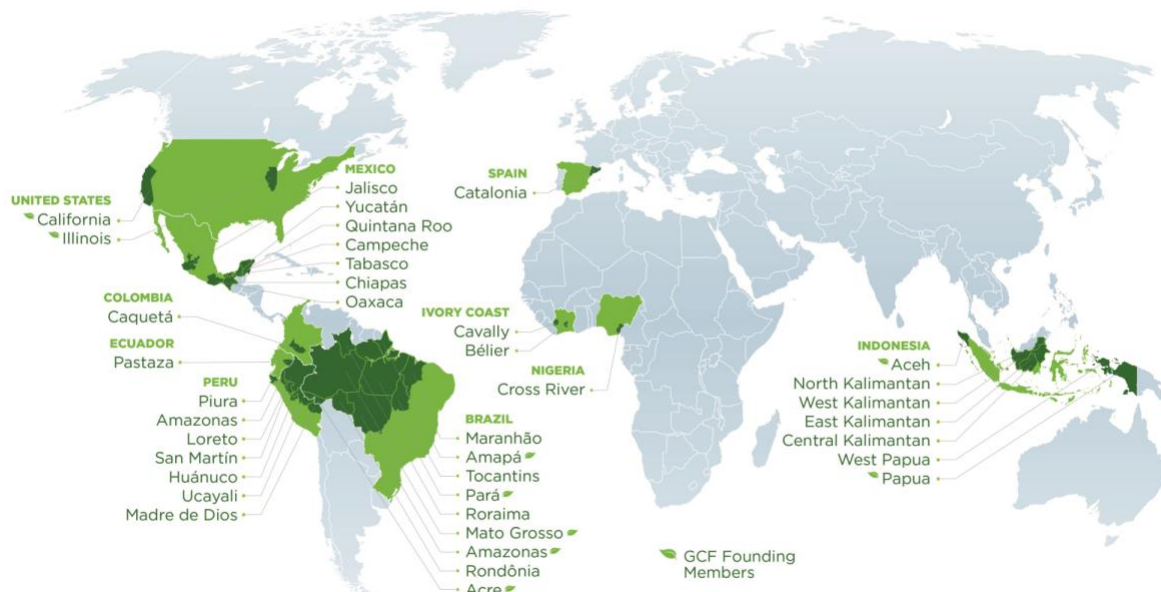 UNITED STATES
California
Illinois
MEXICO
Jalisco
Yucatán
Quintana Roo
Campeche
Tabasco
Chiapas
Oaxaca
COLOMBIA
Caquetá
ECUADOR
Pastaza
PERU
Piura
Amazonas
Loreto
San Martín
Huánuco
Ucayali
Madre de Dios
BRAZIL
Maranhão
Amapá
Tocantins
Pará
Roraima
Mato Grosso
Amazonas
Rondônia
Acre
SPAIN
Catalonia
IVORY COAST
Cavally
Bélier
NIGERIA
Cross River
INDONESIA
Aceh
North Kalimantan
West Kalimantan
East Kalimantan
Central Kalimantan
West Papua
Papua
GCF Founding
Members